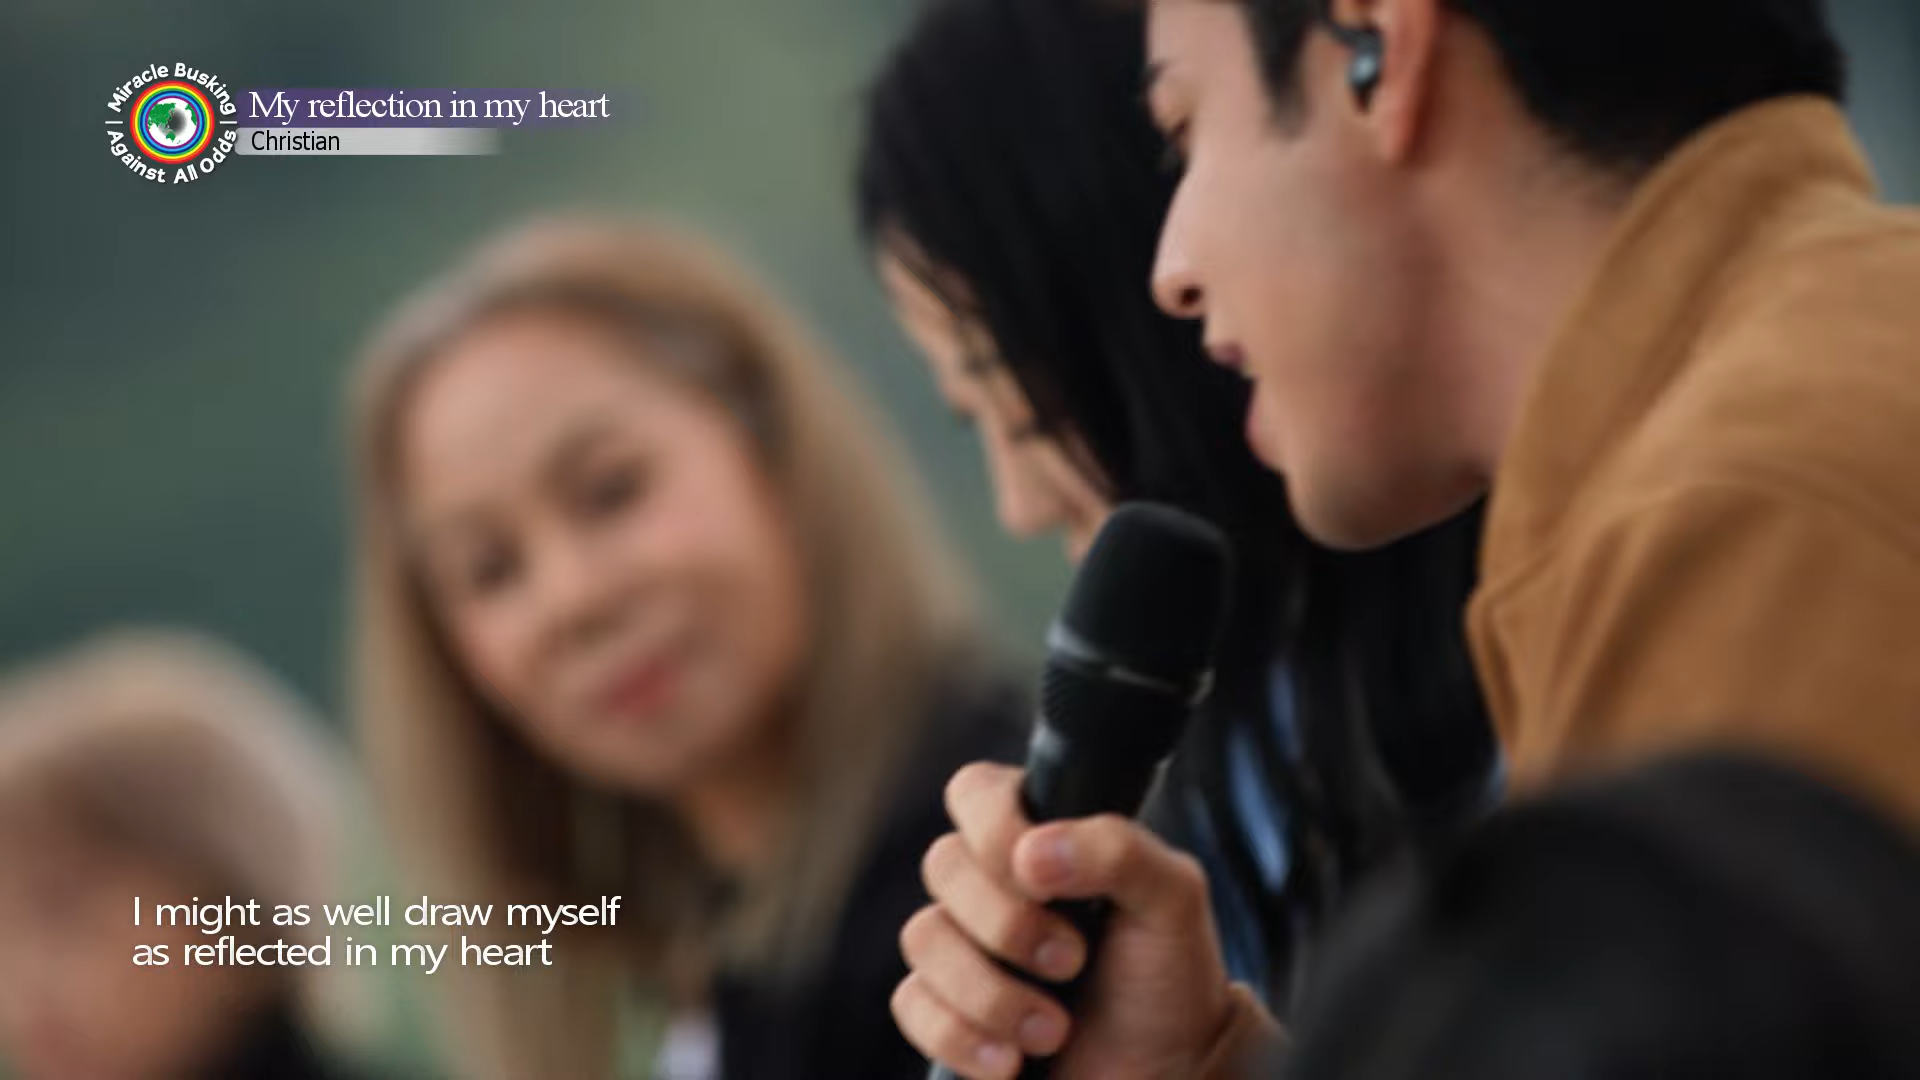 Miracle Busking
| Against All Odds |
My reflection in my heart
Christian
I might as well draw myself
as reflected in my heart